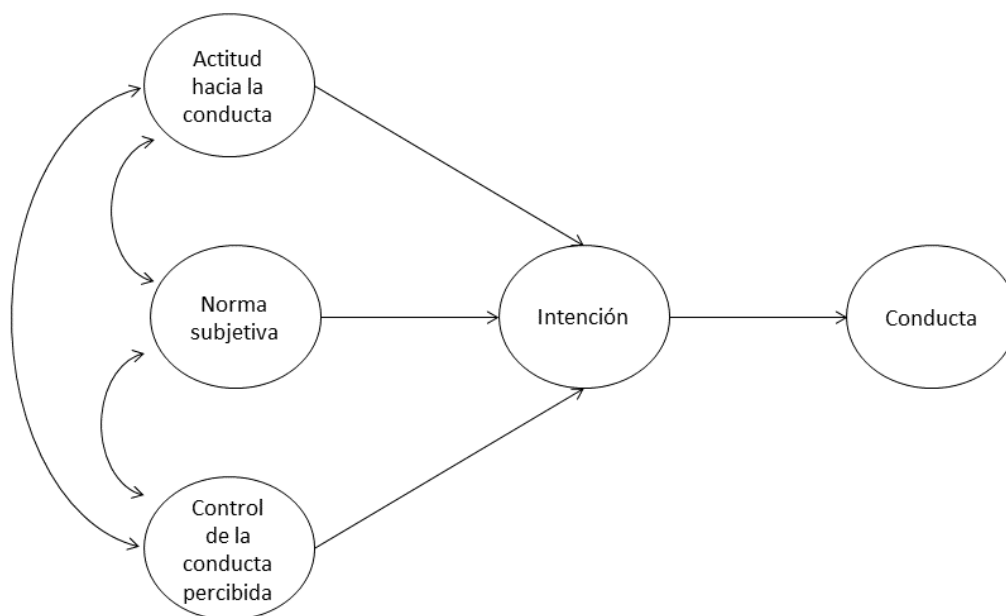 Actitud
hacia la
conducta
Norma
subjetiva
Intención
Conducta
Control
de la
conducta
percibida